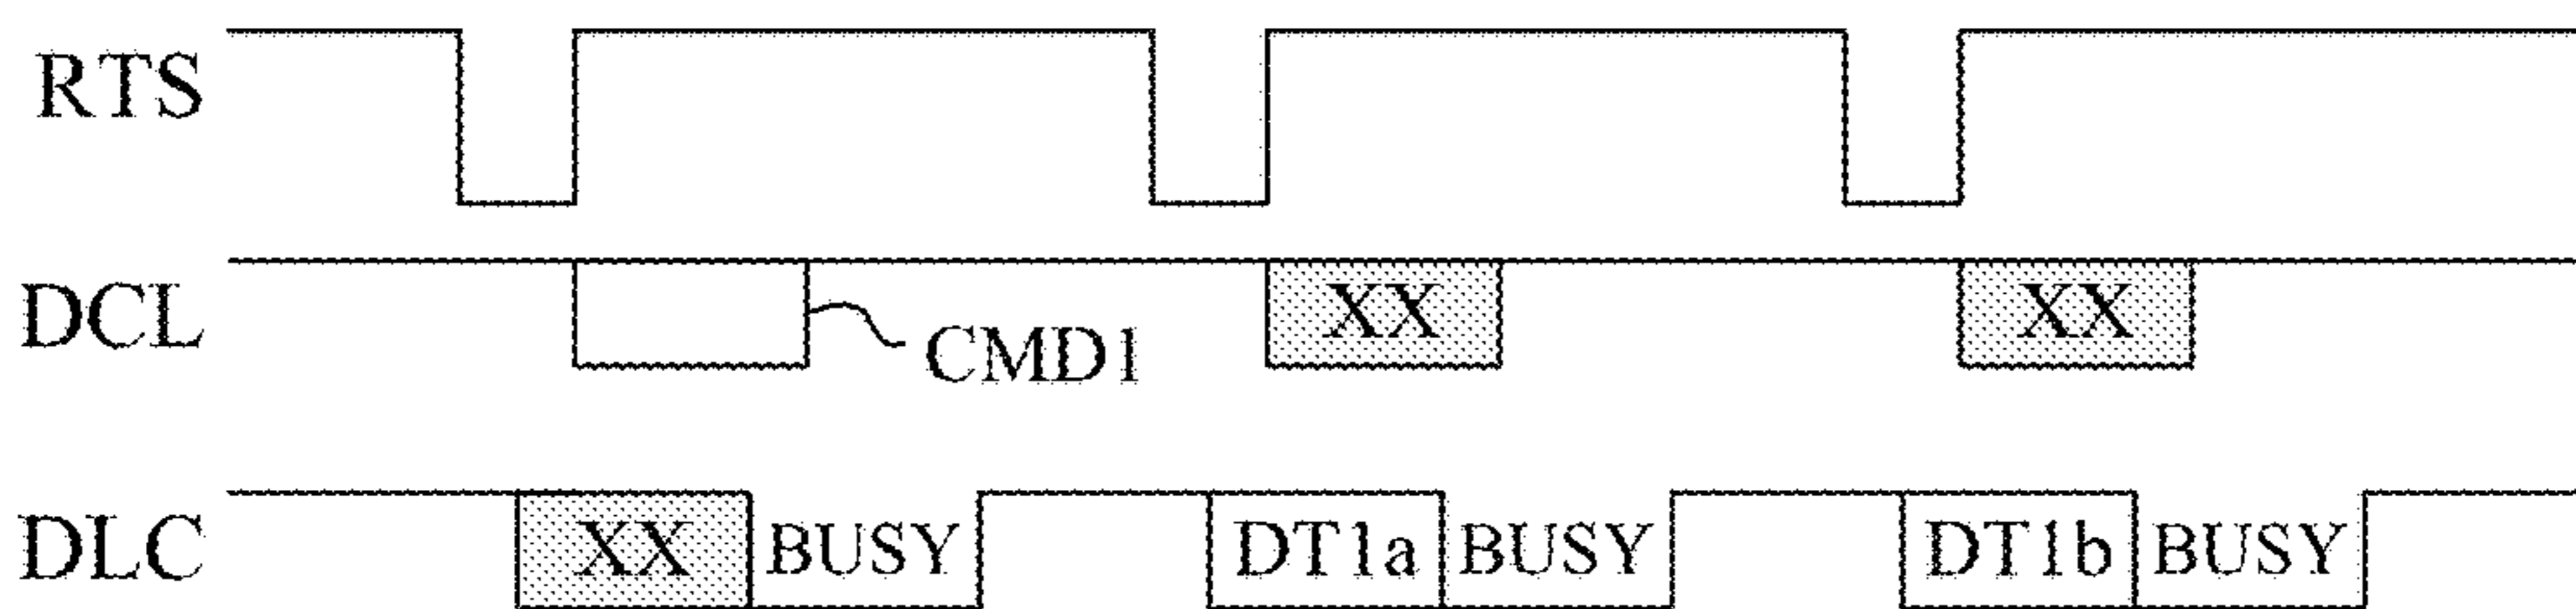 RTS
DCL CMD1 XX XX
DLC XX BUSY DT1a BUSY DT1b BUSY